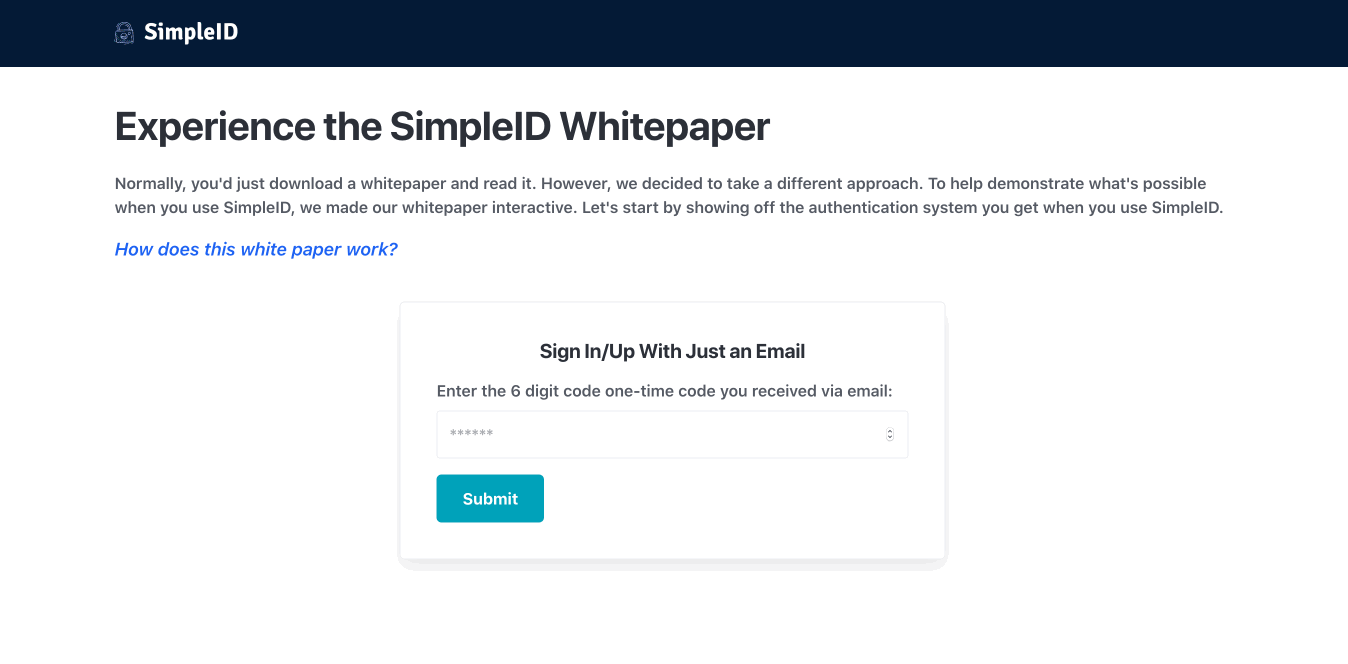 SimpleID
Experience the SimpleID Whitepaper
Normally, you'd just download a whitepaper and read it. However, we decided to take a different approach. To help demonstrate what's possible
when you use SimpleID, we made our whitepaper interactive. Let's start by showing off the authentication system you get when you use SimpleID.
How does this white paper work?
Sign In/Up With Just an Email
Enter the 6 digit code one-time code you received via email:
******
Submit